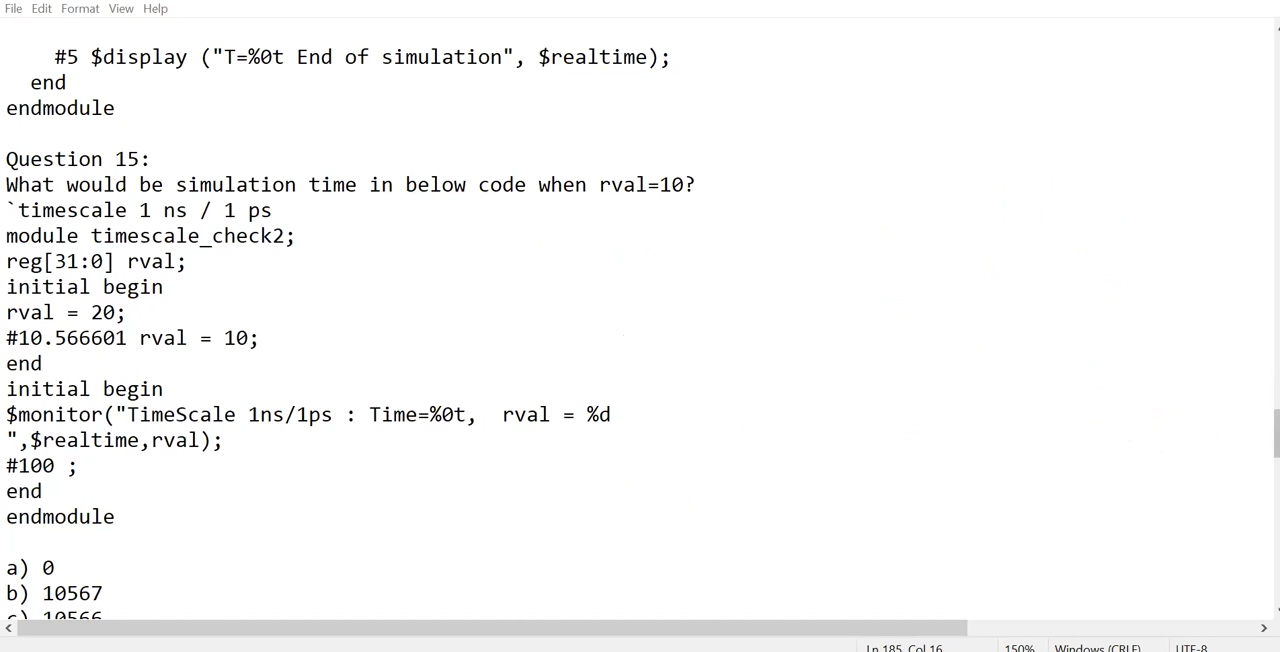 File Edit Format View Help
#5 $display ("T=%0t End of simulation", $realtime);
end
endmodule
Question 15:
What would be simulation time in below code when rval=10?
`timescale 1 ns / 1 ps
module timescale_check2;
reg[31:0] rval;
initial begin
rval = 20;
#10.566601 rval = 10;
end
initial begin
$monitor("TimeScale 1ns/1ps : Time=%0t,  rval = %d
",$realtime,rval);
#100 ;
end
endmodule
a) 0
b) 10567
c) 10566
Ln 185, Col 16 150% Windows (CRLF) UTF-8